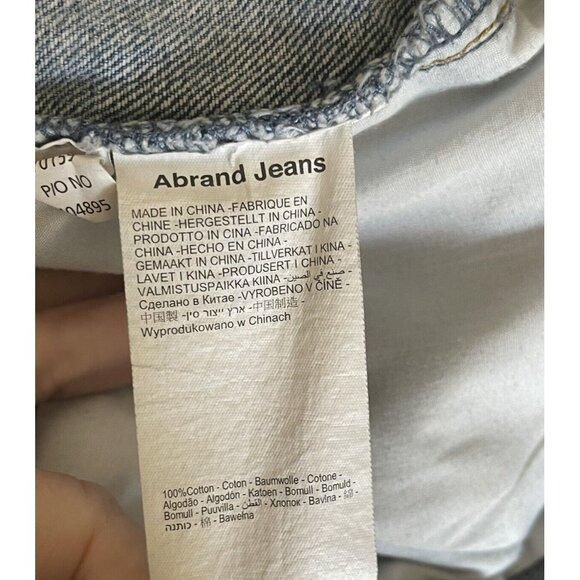 P/O NO
04895
Abrand Jeans
MADE IN CHINA -FABRIQUE EN
CHINE -HERGESTELLT IN CHINA -
PRODOTTO IN CINA -FABRICADO NA
CHINA -HECHO EN CHINA -
GEMAAKT IN CHINA -TILLVERKAT I KINA -
LAVET I KINA -PRODUSERT I CHINA -
VALMISTUSPAIKKA KIINA -صنع في الصين-
Сделано в Китае -VYROBENO V ČÍNĚ -
中国製 - ארץ ייצור סין -中国制造 -
Wyprodukowano w Chinach
100%Cotton - Coton - Baumwolle - Cotone -
Algodão - Algodón - Katoen - Bomull - Bomuld -
Bomull - Puuvilla - القطن - Хлопок - Bavlna - 綿 -
כותנה - 棉 - Bawełna